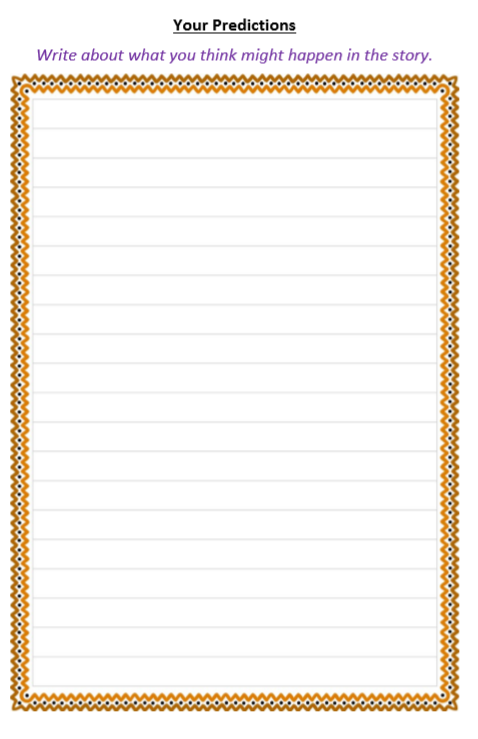 Your Predictions
Write about what you think might happen in the story.